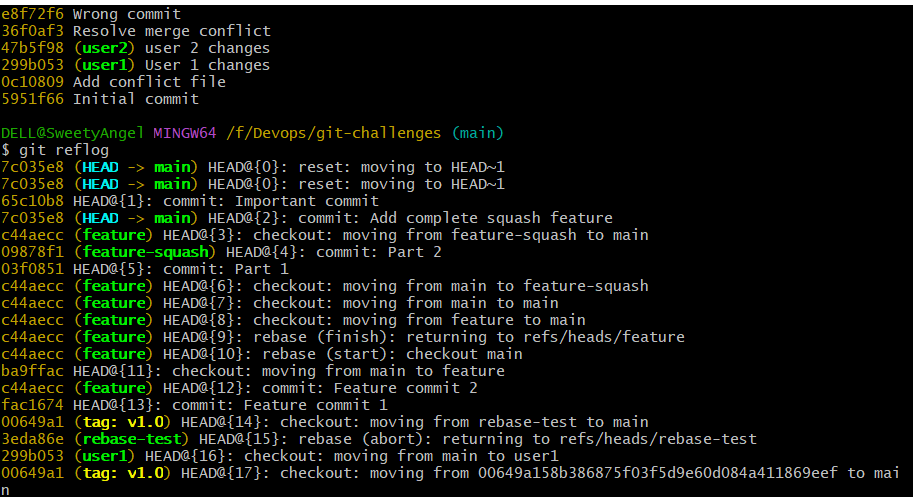 e8f72f6 Wrong commit
36f0af3 Resolve merge conflict
47b5f98 (user2) user 2 changes
299b053 (user1) User 1 changes
0c10809 Add conflict file
5951f66 Initial commit
DELL@SweetyAngel MINGW64 /f/Devops/git-challenges (main)
$ git reflog
7c035e8 (HEAD -> main) HEAD@{0}: reset: moving to HEAD~1
7c035e8 (HEAD -> main) HEAD@{0}: reset: moving to HEAD~1
65c10b8 HEAD@{1}: commit: Important commit
7c035e8 (HEAD -> main) HEAD@{2}: commit: Add complete squash feature
c44aecc (feature) HEAD@{3}: checkout: moving from feature-squash to main
09878f1 (feature-squash) HEAD@{4}: commit: Part 2
03f0851 HEAD@{5}: commit: Part 1
c44aecc (feature) HEAD@{6}: checkout: moving from main to feature-squash
c44aecc (feature) HEAD@{7}: checkout: moving from main to main
c44aecc (feature) HEAD@{8}: checkout: moving from feature to main
c44aecc (feature) HEAD@{9}: rebase (finish): returning to refs/heads/feature
c44aecc (feature) HEAD@{10}: rebase (start): checkout main
ba9ffac HEAD@{11}: checkout: moving from main to feature
c44aecc (feature) HEAD@{12}: commit: Feature commit 2
fac1674 HEAD@{13}: commit: Feature commit 1
00649a1 (tag: v1.0) HEAD@{14}: checkout: moving from rebase-test to main
3eda86e (rebase-test) HEAD@{15}: rebase (abort): returning to refs/heads/rebase-test
299b053 (user1) HEAD@{16}: checkout: moving from main to user1
00649a1 (tag: v1.0) HEAD@{17}: checkout: moving from 00649a158b386875f03f5d9e60d084a411869eef to mai
n